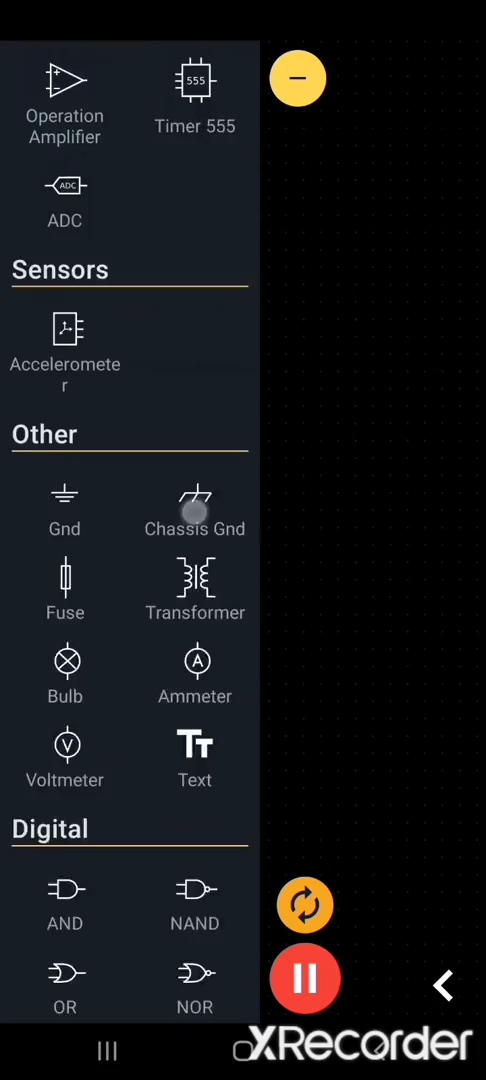 Operation
Amplifier
555
Timer 555
ADC
ADC
Sensors
Acceleromete
r
Other
Gnd
Chassis Gnd
Fuse
Transformer
Bulb
A
Ammeter
V
Voltmeter
TT
Text
Digital
AND
NAND
OR
NOR
XRecorder